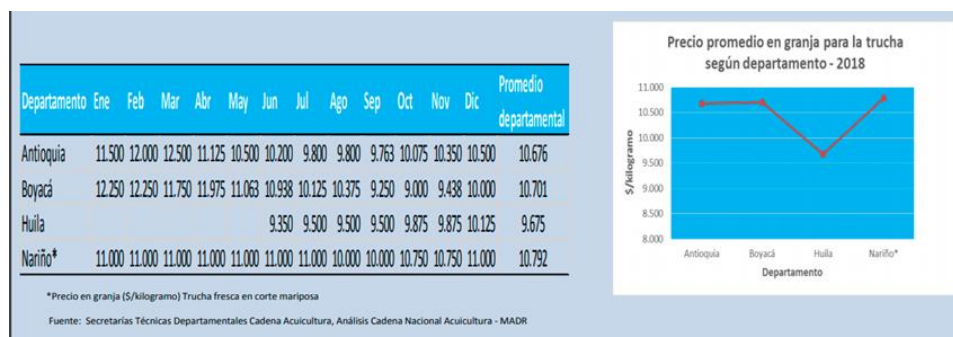 Departamento Ene Feb Mar Abr May Jun Jul Ago Sep Oct Nov Dic Promedio departamental
Antioquia 11.500 12.000 12.500 11.125 10.500 10.200 9.800 9.800 9.763 10.075 10.350 10.500 10.676
Boyacá 12.250 12.250 11.750 11.975 11.063 10.938 10.125 10.375 9.250 9.000 9.438 10.000 10.701
Huila 9.350 9.500 9.500 9.500 9.875 9.875 10.125 9.675
Nariño* 11.000 11.000 11.000 11.000 11.000 11.000 11.000 10.000 10.000 10.750 10.750 11.000 10.792
*Precio en granja ($/kilogramo) Trucha fresca en corte mariposa
Fuente: Secretarías Técnicas Departamentales Cadena Acuicultura, Análisis Cadena Nacional Acuicultura - MADR
Precio promedio en granja para la trucha
según departamento - 2018
$/kilogramo
11.000
10.500
10.000
9.500
9.000
8.500
8.000
Antioquia Boyacá Huila Nariño*
Departamento